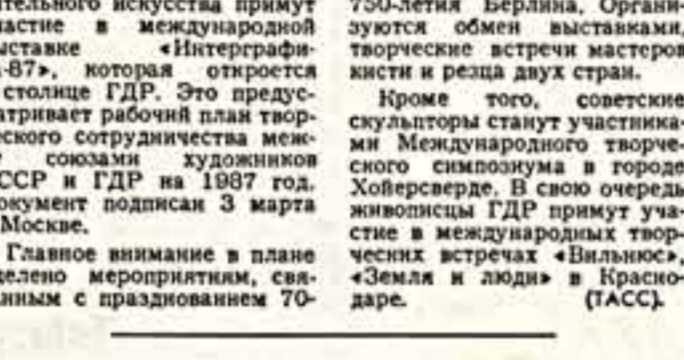 ительного искусства примут
частие в международной
ыставке «Интерграфи-
а-87», которая откроется
столице ГДР. Это предус-
атривает рабочий план твор-
еского сотрудничества меж-
у союзами художников
ССР и ГДР на 1987 год.
окумент подписан 3 марта
Москве.
Главное внимание в плане
делено мероприятиям, свя-
анным с празднованием 70-
750-летия Берлина. Органи-
зуются обмен выставками,
творческие встречи мастеров
кисти и резца двух стран.
Кроме того, советские
скульпторы станут участника-
ми Международного творче-
ского симпозиума в городе
Хойерсверде. В свою очередь
живописцы ГДР примут уча-
стие в международных твор-
ческих встречах «Вильнюс»,
«Земля и люди» в Красно-
даре. (ТАСС).